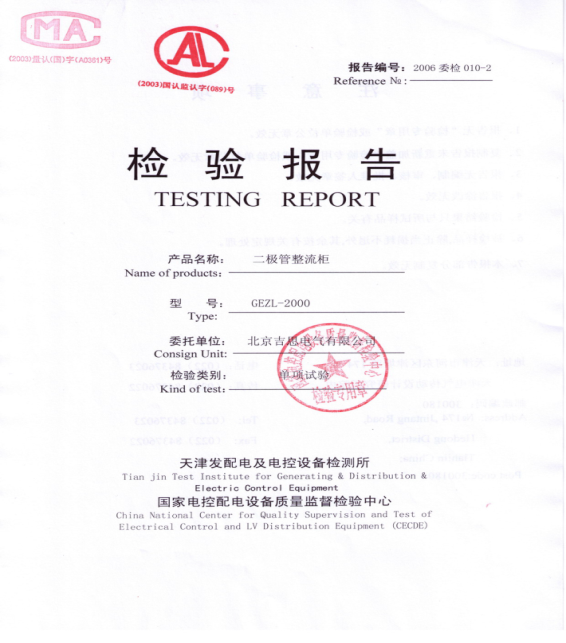 CMA
(2003)量认(国)字(A0381)号
CAL
(2003)国认监认字(089)号
报告编号: 2006委检010-2
Reference №:
检验报告
TESTING REPORT
产品名称: 二极管整流柜
Name of products:
型 号: GEZL-2000
Type:
委托单位: 北京吉思电气有限公司
Consign Unit:
检验类别: 单项试验
Kind of test:
检验专用章
天津发配电及电控设备检测所
Tian jin Test Institute for Generating & Distribution &
Electric Control Equipment
国家电控配电设备质量监督检验中心
China National Center for Quality Supervision and Test of
Electrical Control and LV Distribution Equipment (CECDE)